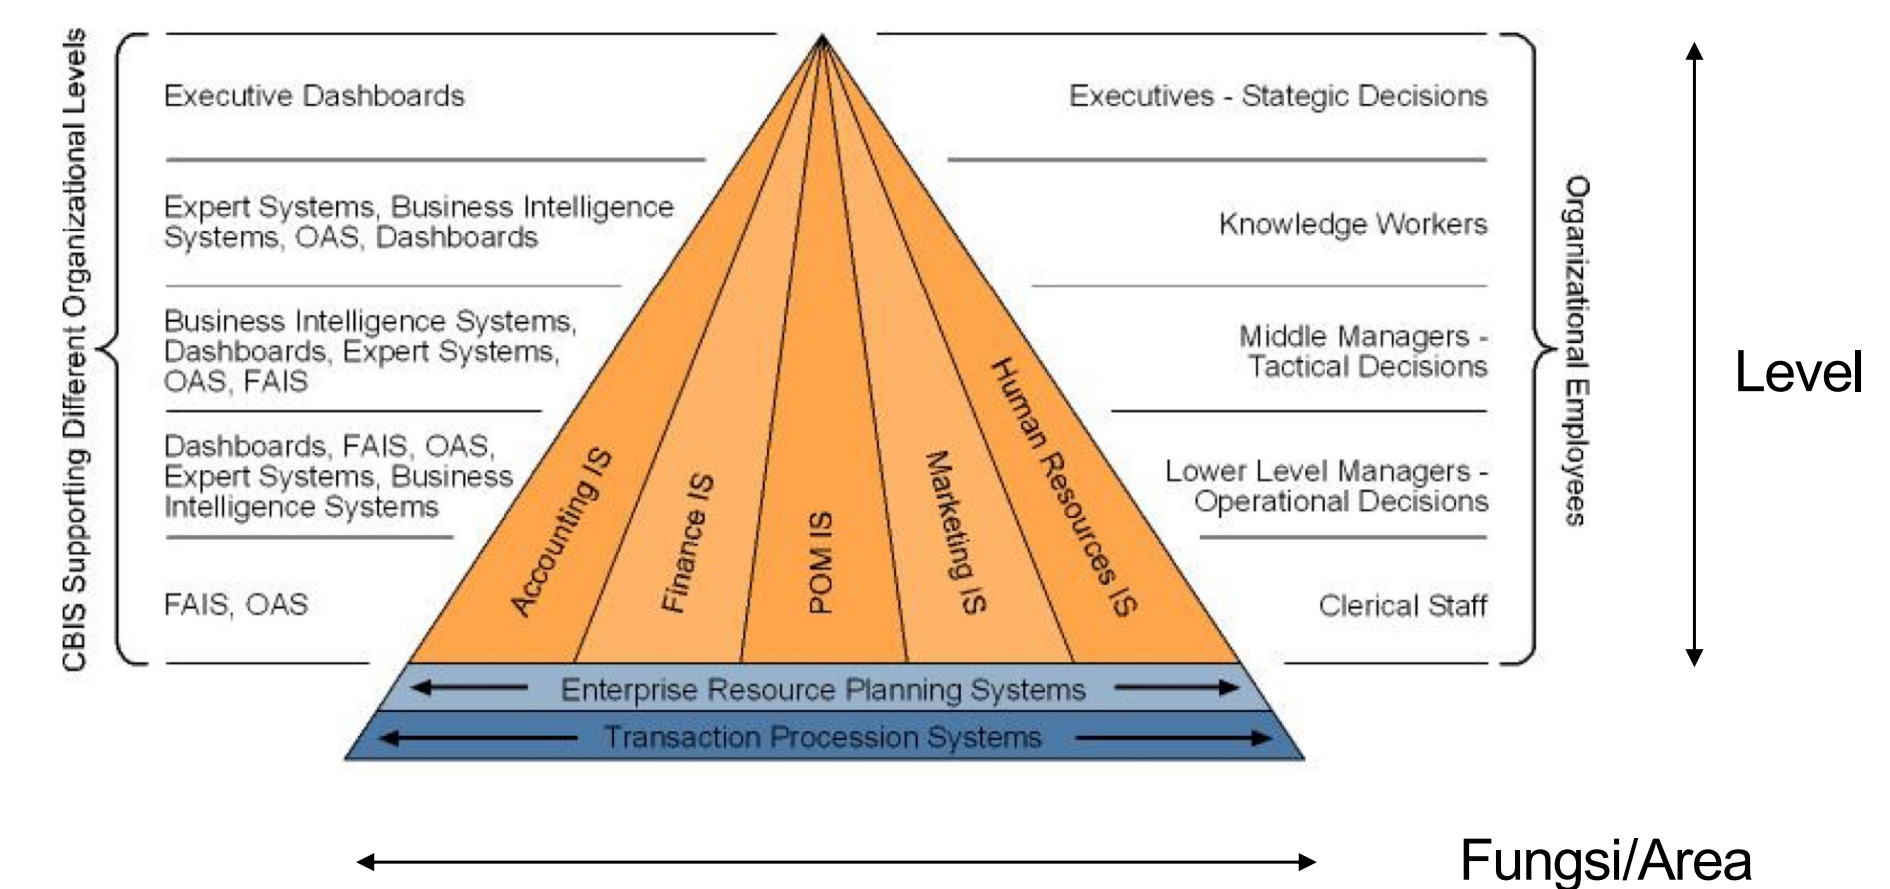 CBIS Supporting Different Organizational Levels
Executive Dashboards
Expert Systems, Business Intelligence
Systems, OAS, Dashboards
Business Intelligence Systems,
Dashboards, Expert Systems,
OAS, FAIS
Dashboards, FAIS, OAS,
Expert Systems, Business
Intelligence Systems
FAIS, OAS
Accounting IS
Finance IS
POM IS
Marketing IS
Human Resources IS
Enterprise Resource Planning Systems
Transaction Procession Systems
Executives - Stategic Decisions
Knowledge Workers
Middle Managers -
Tactical Decisions
Lower Level Managers -
Operational Decisions
Clerical Staff
Organizational Employees
Level
Fungsi/Area